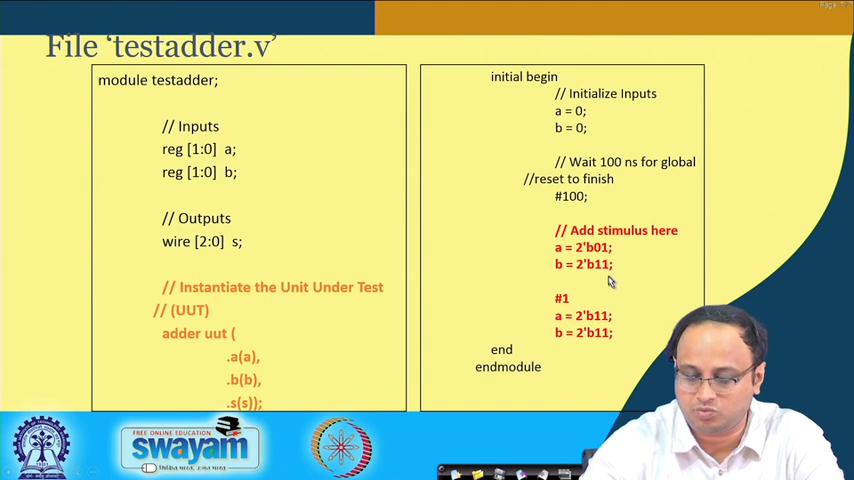 File 'testadder.v'
module testadder;
// Inputs
reg [1:0] a;
reg [1:0] b;
// Outputs
wire [2:0] s;
// Instantiate the Unit Under Test
// (UUT)
adder uut (
.a(a),
.b(b),
.s(s));
initial begin
// Initialize Inputs
a = 0;
b = 0;
// Wait 100 ns for global
//reset to finish
#100;
// Add stimulus here
a = 2'b01;
b = 2'b11;
#1
a = 2'b11;
b = 2'b11;
end
endmodule
FREE ONLINE EDUCATION
swayam